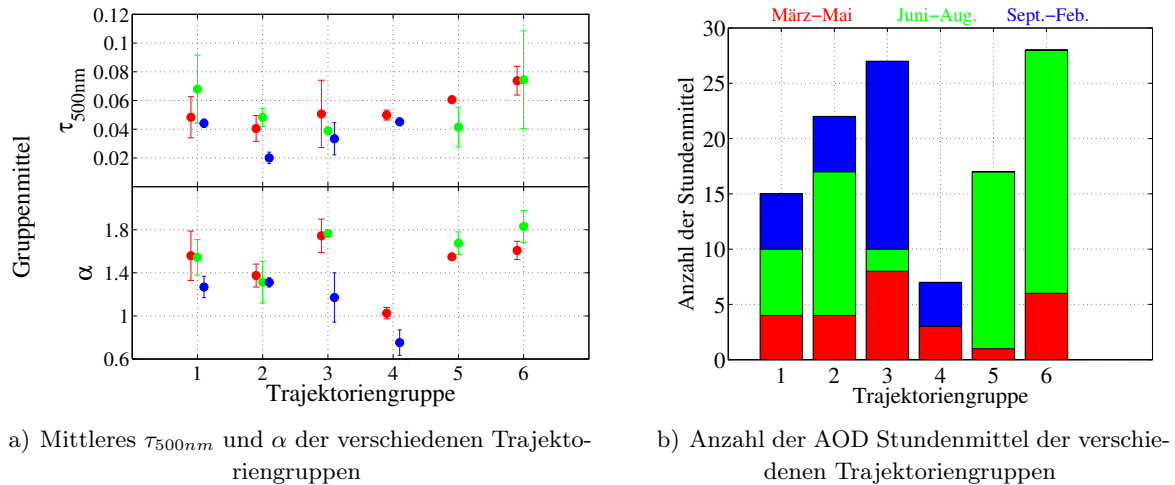 0.12
0.1
0.08
0.06
0.04
0.02
τ500nm
Gruppenmittel
1.8
1.4
1
0.6
α
1 2 3 4 5 6
Trajektoriengruppe
a) Mittleres τ500nm und α der verschiedenen Trajekto-
riengruppen
März−Mai Juni−Aug. Sept.−Feb.
30
25
20
15
10
5
0
Anzahl der Stundenmittel
1 2 3 4 5 6
Trajektoriengruppe
b) Anzahl der AOD Stundenmittel der verschie-
denen Trajektoriengruppen